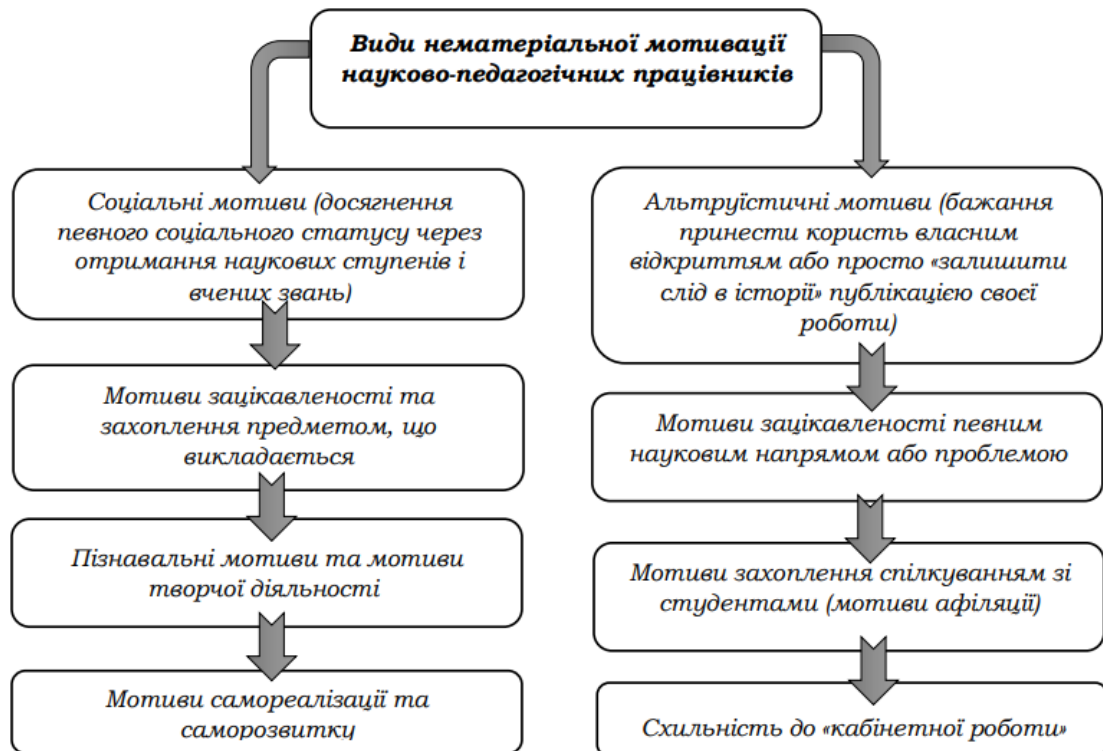 Види нематеріальної мотивації
науково-педагогічних працівників
Соціальні мотиви (досягнення
певного соціального статусу через
отримання наукових ступенів і
вчених звань)
Мотиви зацікавленості та
захоплення предметом, що
викладається
Пізнавальні мотиви та мотиви
творчої діяльності
Мотиви самореалізації та
саморозвитку
Альтруїстичні мотиви (бажання
принести користь власним
відкриттям або просто «залишити
слід в історії» публікацією своєї
роботи)
Мотиви зацікавленості певним
науковим напрямом або проблемою
Мотиви захоплення спілкуванням зі
студентами (мотиви афіляції)
Схильність до «кабінетної роботи»